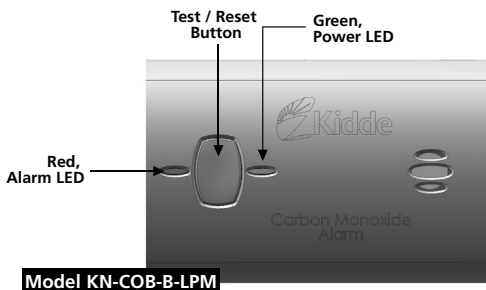 Test / Reset
Button
Green,
Power LED
Kidde
Red,
Alarm LED
Carbon Monoxide
Alarm
Model KN-COB-B-LPM